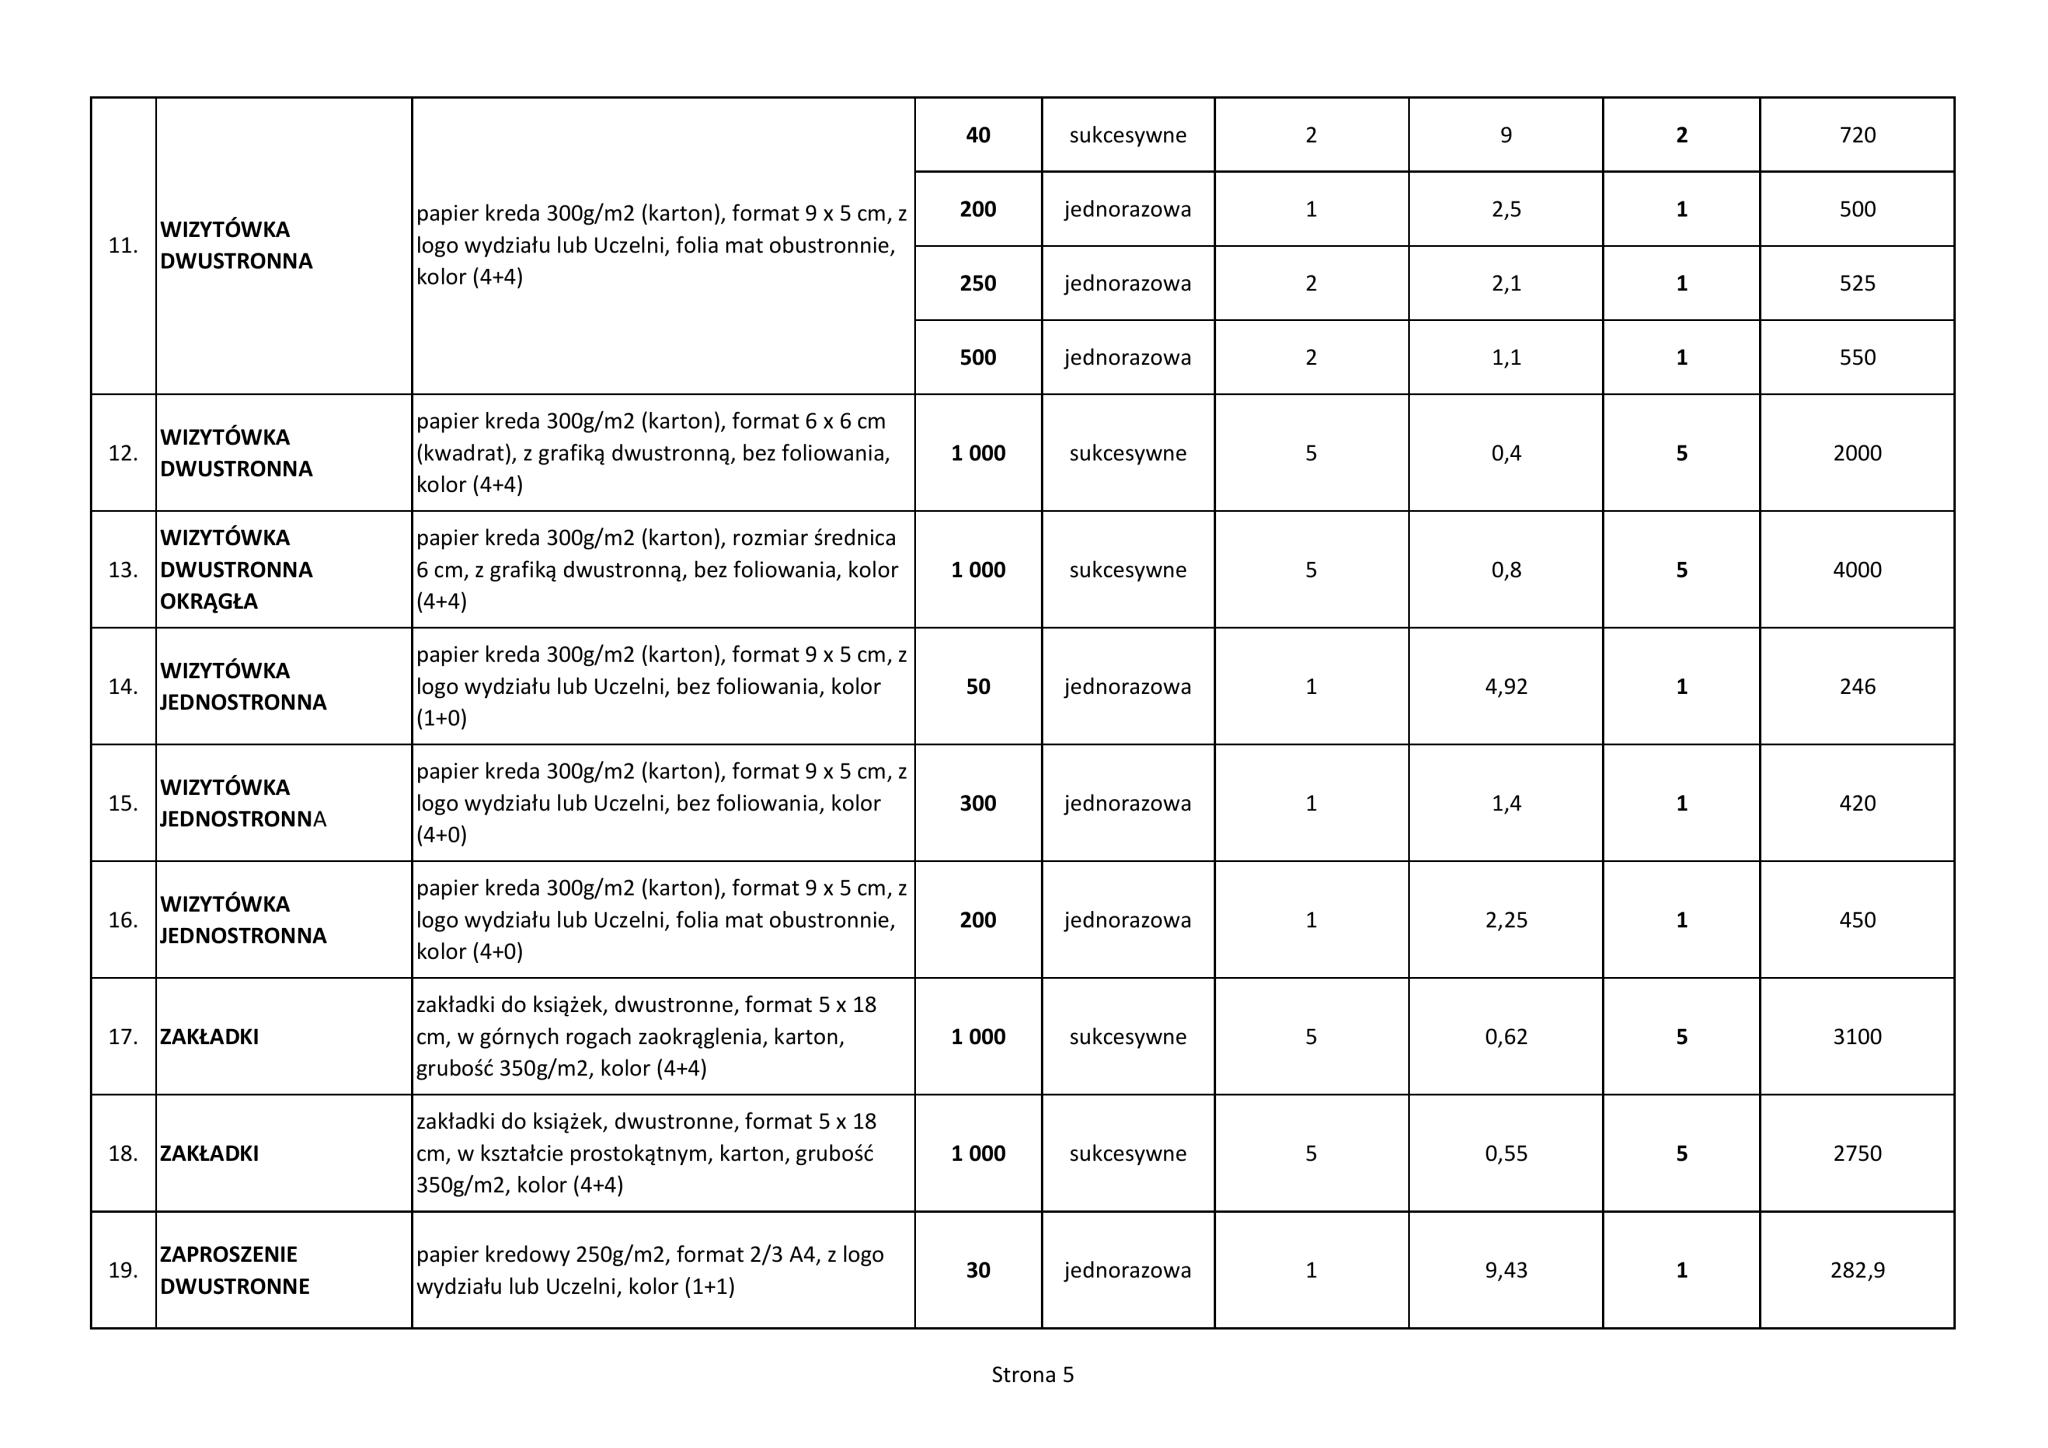 40 sukcesywne 2 9 2 720
11. WIZYTÓWKA
DWUSTRONNA
papier kreda 300g/m2 (karton), format 9 x 5 cm, z
logo wydziału lub Uczelni, folia mat obustronnie,
kolor (4+4)
200 jednorazowa 1 2,5 1 500
250 jednorazowa 2 2,1 1 525
500 jednorazowa 2 1,1 1 550
12. WIZYTÓWKA
DWUSTRONNA
papier kreda 300g/m2 (karton), format 6 x 6 cm
(kwadrat), z grafiką dwustronną, bez foliowania,
kolor (4+4)
1 000 sukcesywne 5 0,4 5 2000
13. WIZYTÓWKA
DWUSTRONNA
OKRĄGŁA
papier kreda 300g/m2 (karton), rozmiar średnica
6 cm, z grafiką dwustronną, bez foliowania, kolor
(4+4)
1 000 sukcesywne 5 0,8 5 4000
14. WIZYTÓWKA
JEDNOSTRONNA
papier kreda 300g/m2 (karton), format 9 x 5 cm, z
logo wydziału lub Uczelni, bez foliowania, kolor
(1+0)
50 jednorazowa 1 4,92 1 246
15. WIZYTÓWKA
JEDNOSTRONNA
papier kreda 300g/m2 (karton), format 9 x 5 cm, z
logo wydziału lub Uczelni, bez foliowania, kolor
(4+0)
300 jednorazowa 1 1,4 1 420
16. WIZYTÓWKA
JEDNOSTRONNA
papier kreda 300g/m2 (karton), format 9 x 5 cm, z
logo wydziału lub Uczelni, folia mat obustronnie,
kolor (4+0)
200 jednorazowa 1 2,25 1 450
17. ZAKŁADKI
zakładki do książek, dwustronne, format 5 x 18
cm, w górnych rogach zaokrąglenia, karton,
grubość 350g/m2, kolor (4+4)
1 000 sukcesywne 5 0,62 5 3100
18. ZAKŁADKI
zakładki do książek, dwustronne, format 5 x 18
cm, w kształcie prostokątnym, karton, grubość
350g/m2, kolor (4+4)
1 000 sukcesywne 5 0,55 5 2750
19. ZAPROSZENIE
DWUSTRONNE
papier kredowy 250g/m2, format 2/3 A4, z logo
wydziału lub Uczelni, kolor (1+1)
30 jednorazowa 1 9,43 1 282,9
Strona 5